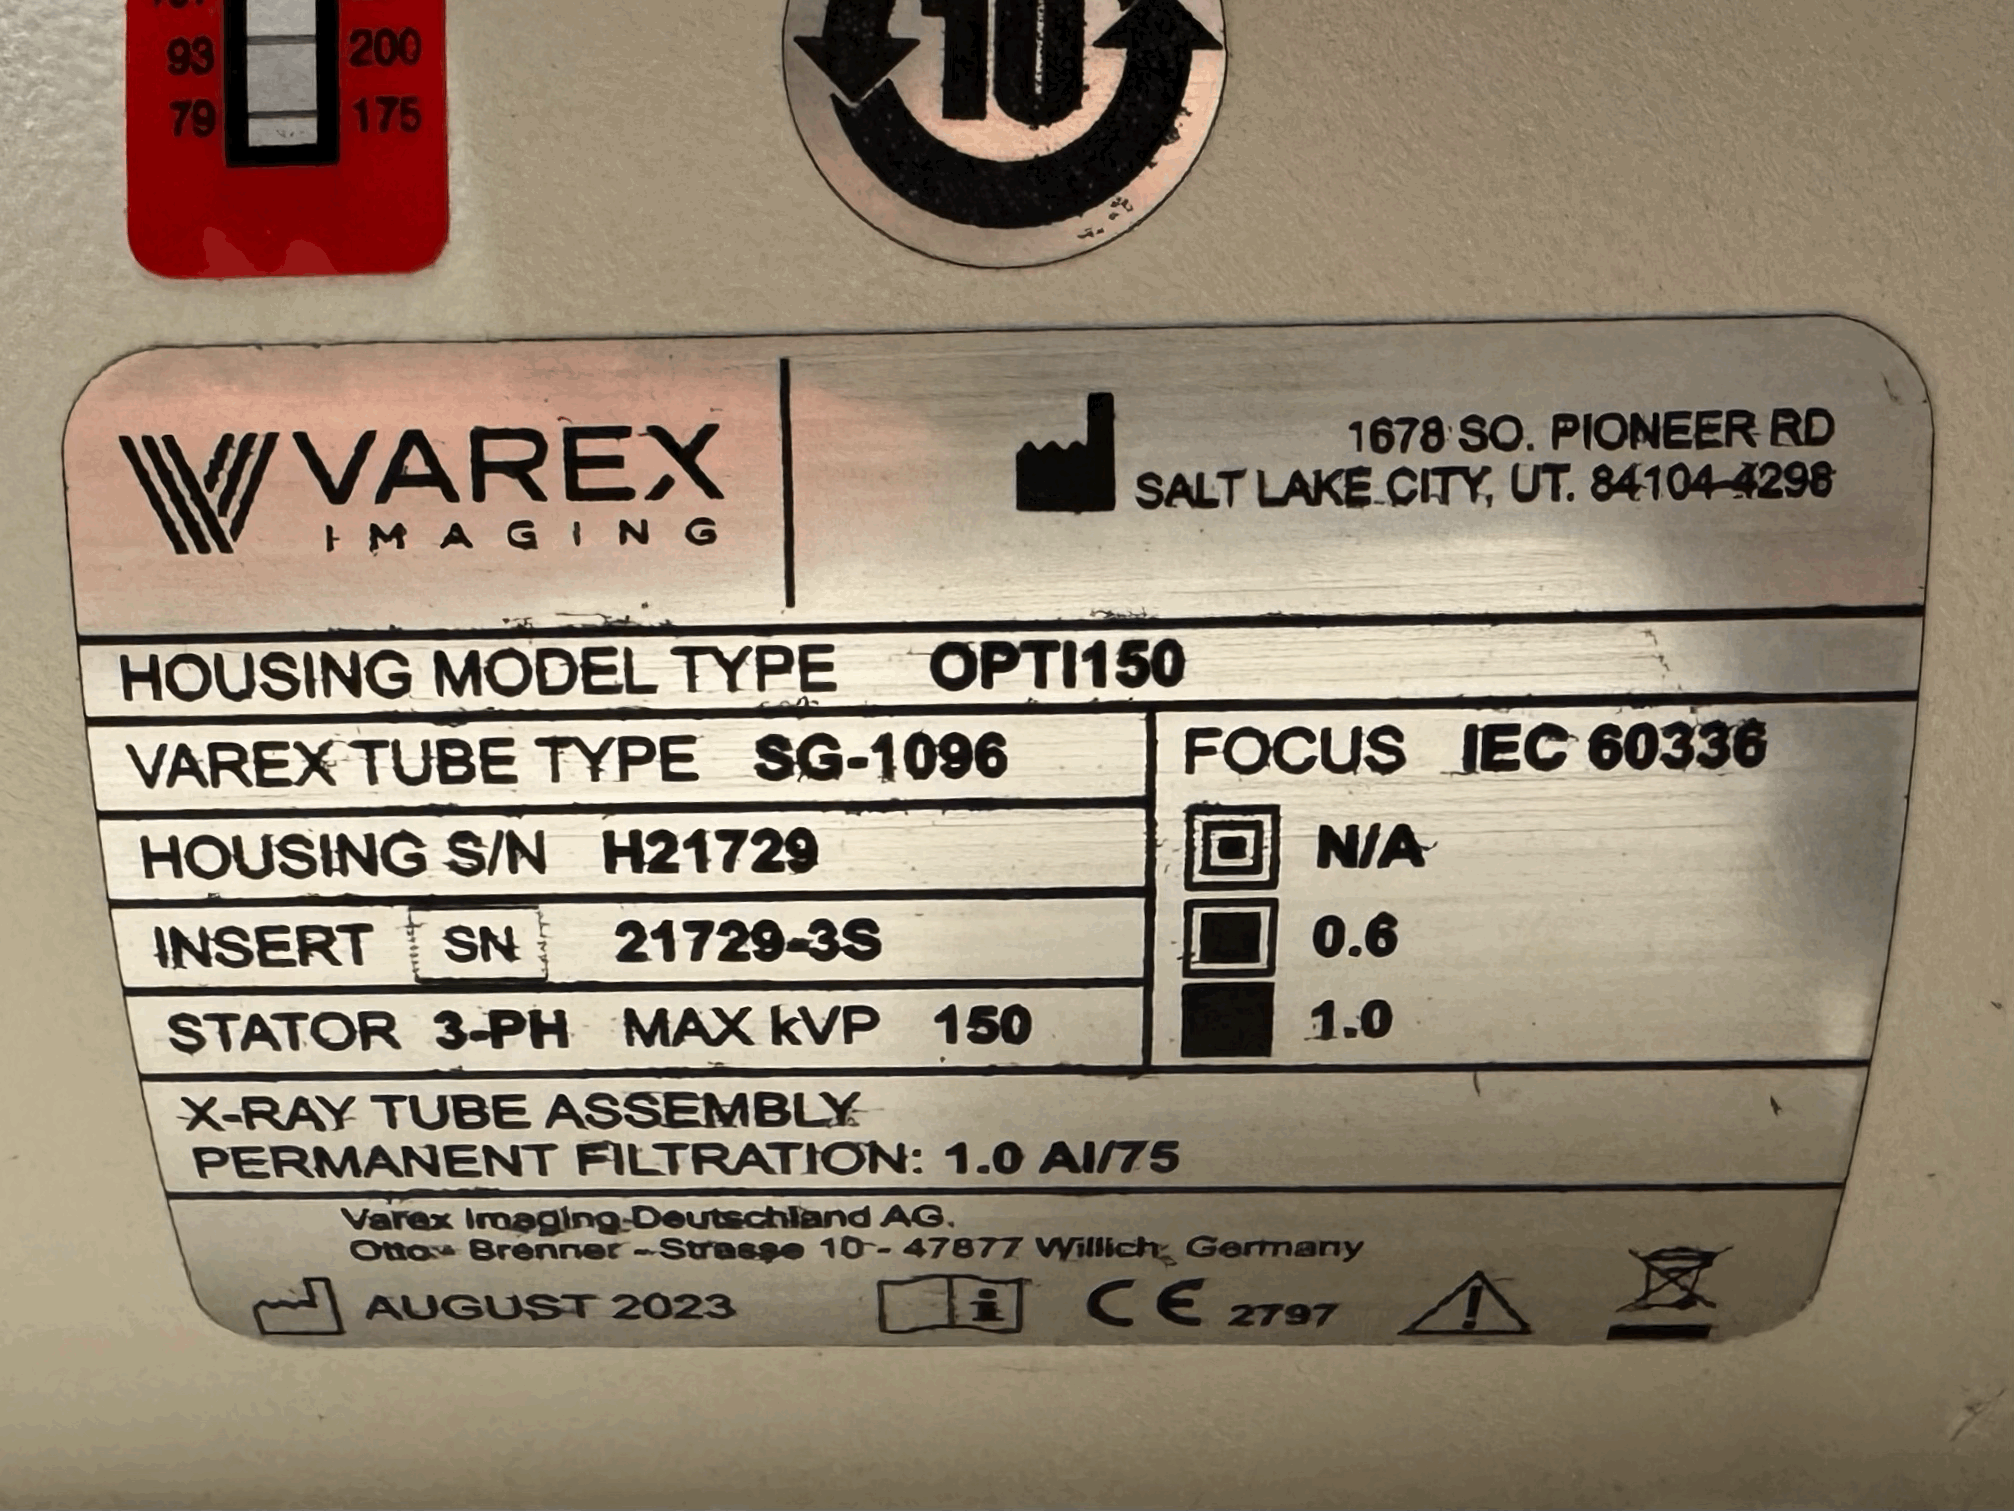 93 200
79 175
10
VAREX
IMAGING
1678 SO. PIONEER RD
SALT LAKE CITY, UT. 84104-4298
HOUSING MODEL TYPE OPTI150
VAREX TUBE TYPE SG-1096
HOUSING S/N H21729
INSERT SN 21729-3S
STATOR 3-PH MAX kVP 150
FOCUS IEC 60336
N/A
0.6
1.0
X-RAY TUBE ASSEMBLY
PERMANENT FILTRATION: 1.0 Al/75
Varex Imaging Deutschland AG.
Otto - Brenner - Strasse 10 - 47877 Willich, Germany
AUGUST 2023
i CE 2797